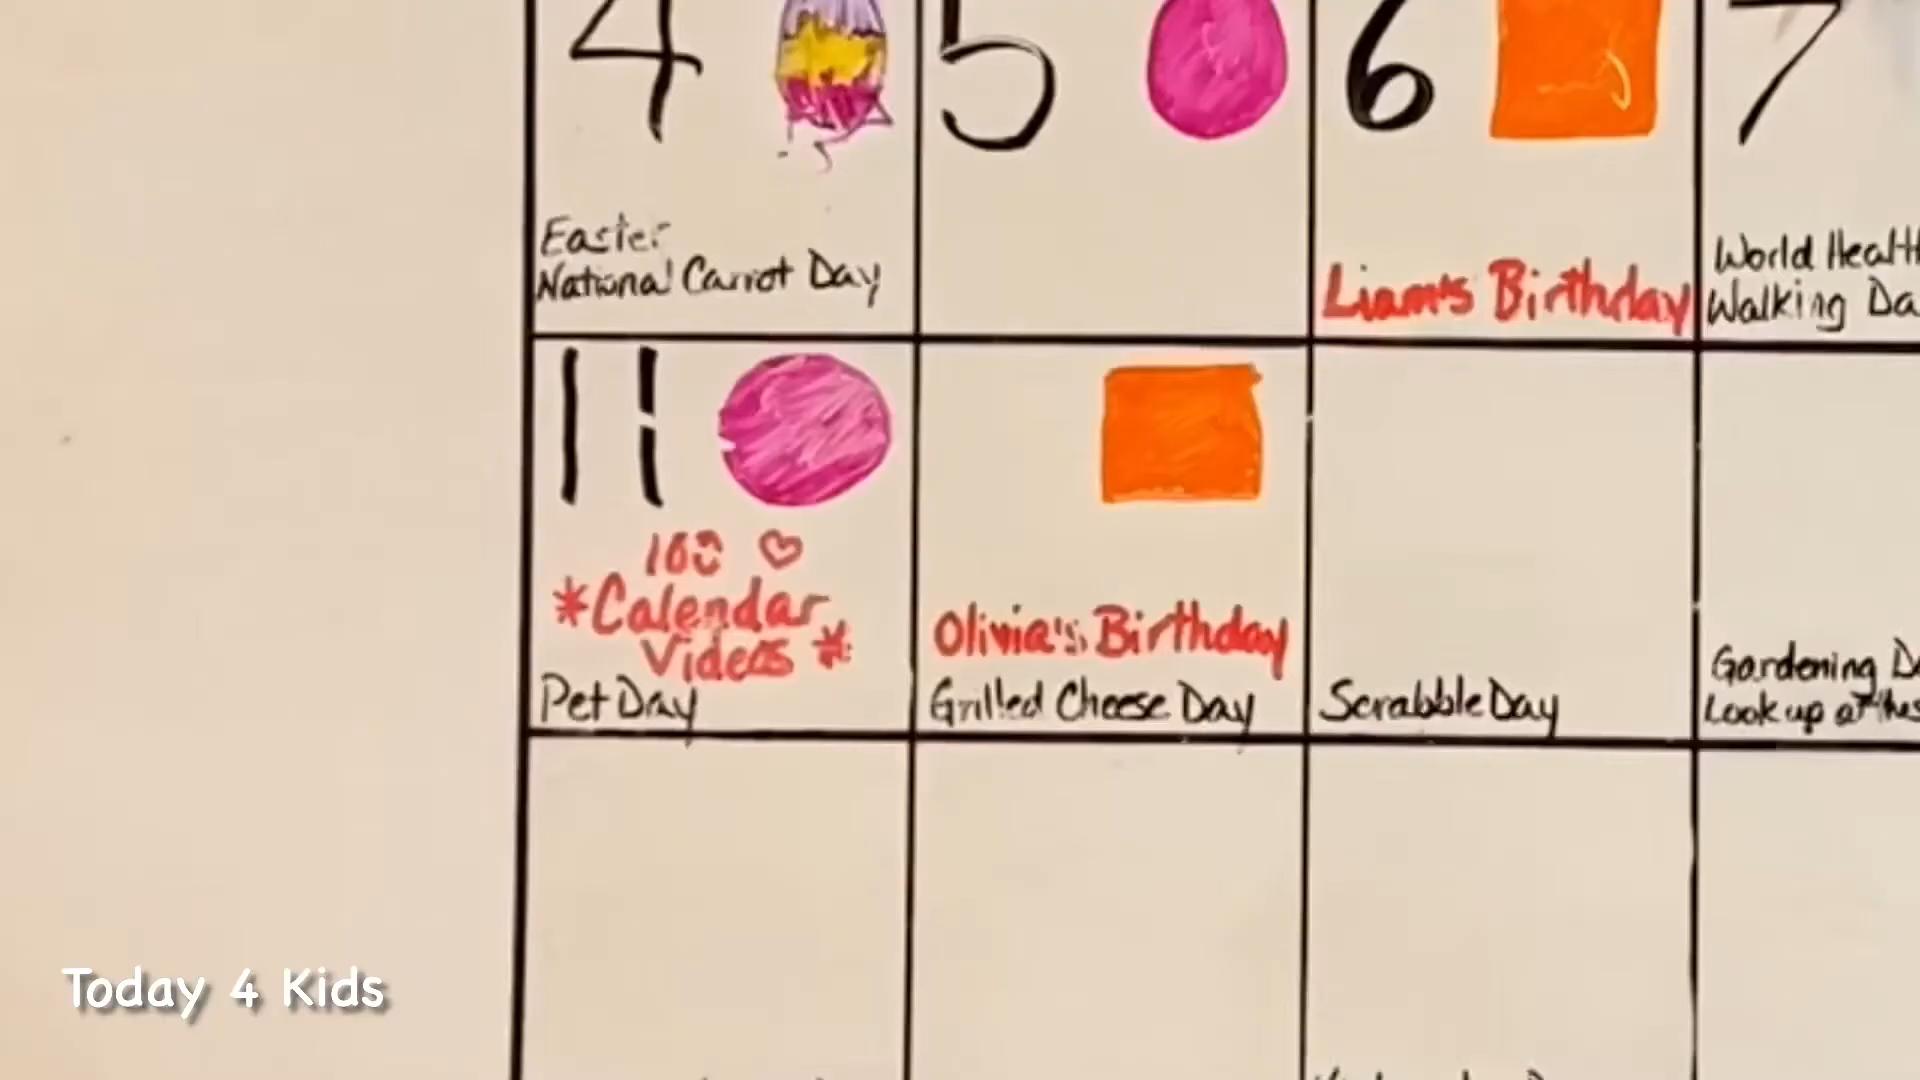 4
5
6
7
Easter
National Carrot Day
Liam's Birthday
World Health
Walking Da
11
100 ♡
*Calendar
Videos *
Pet Day
Olivia's Birthday
Grilled Cheese Day
Scrabble Day
Gardening Da
Look up at the s
Today 4 Kids